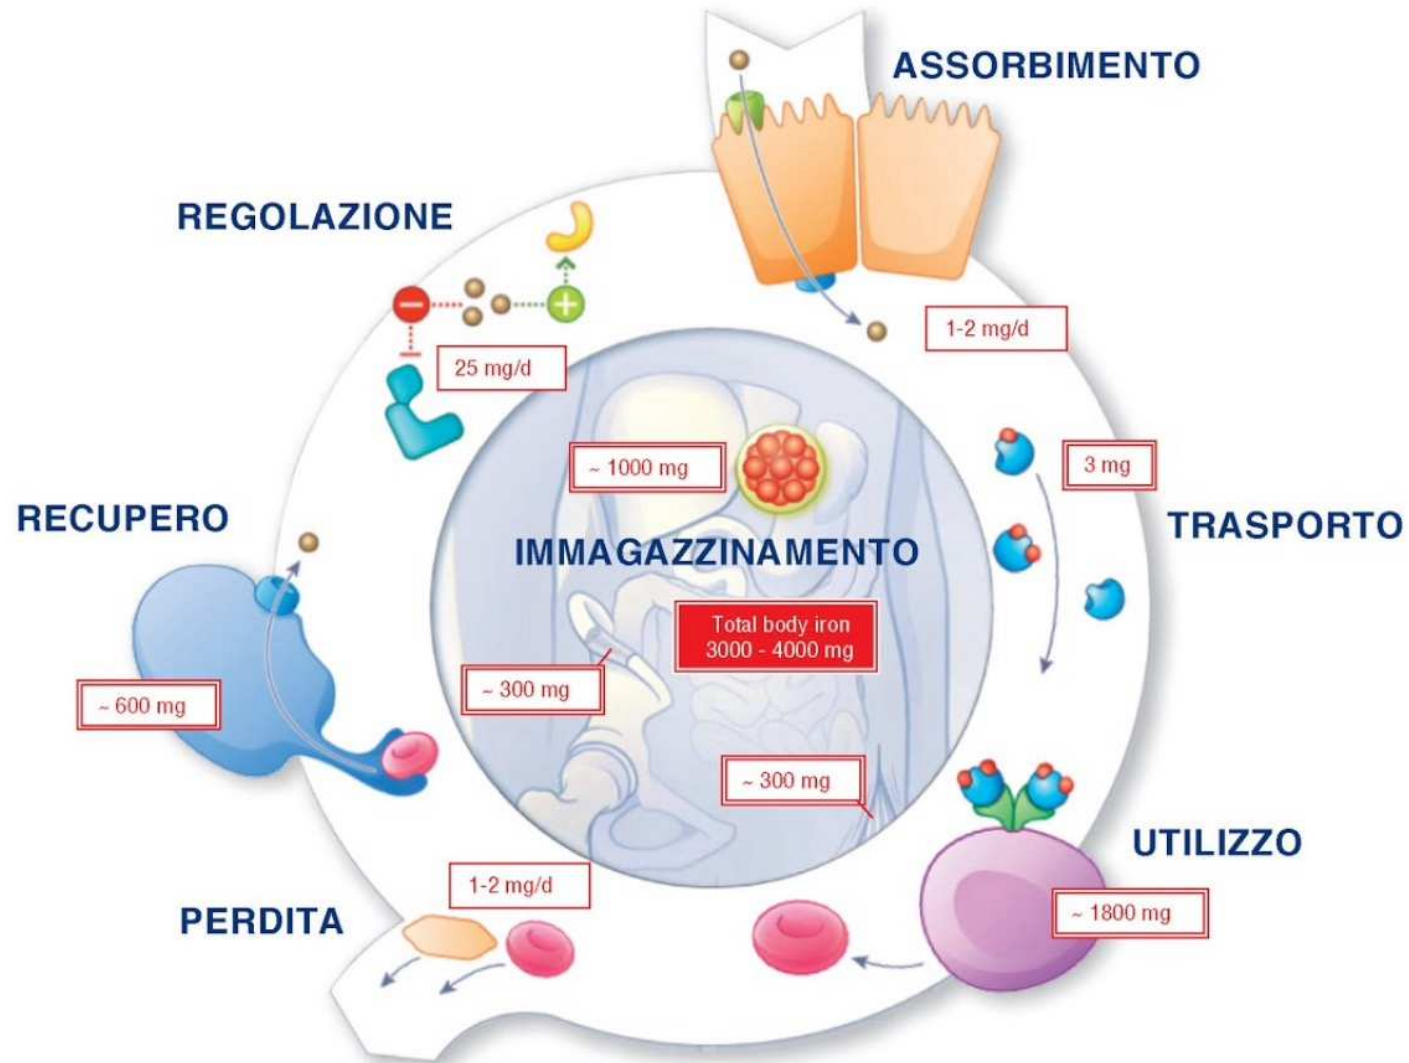 ASSORBIMENTO
REGOLAZIONE
1-2 mg/d
25 mg/d
~ 1000 mg
3 mg
RECUPERO
TRASPORTO
IMMAGAZZINAMENTO
Total body iron
3000 - 4000 mg
~ 300 mg
~ 600 mg
~ 300 mg
UTILIZZO
1-2 mg/d
PERDITA
~ 1800 mg